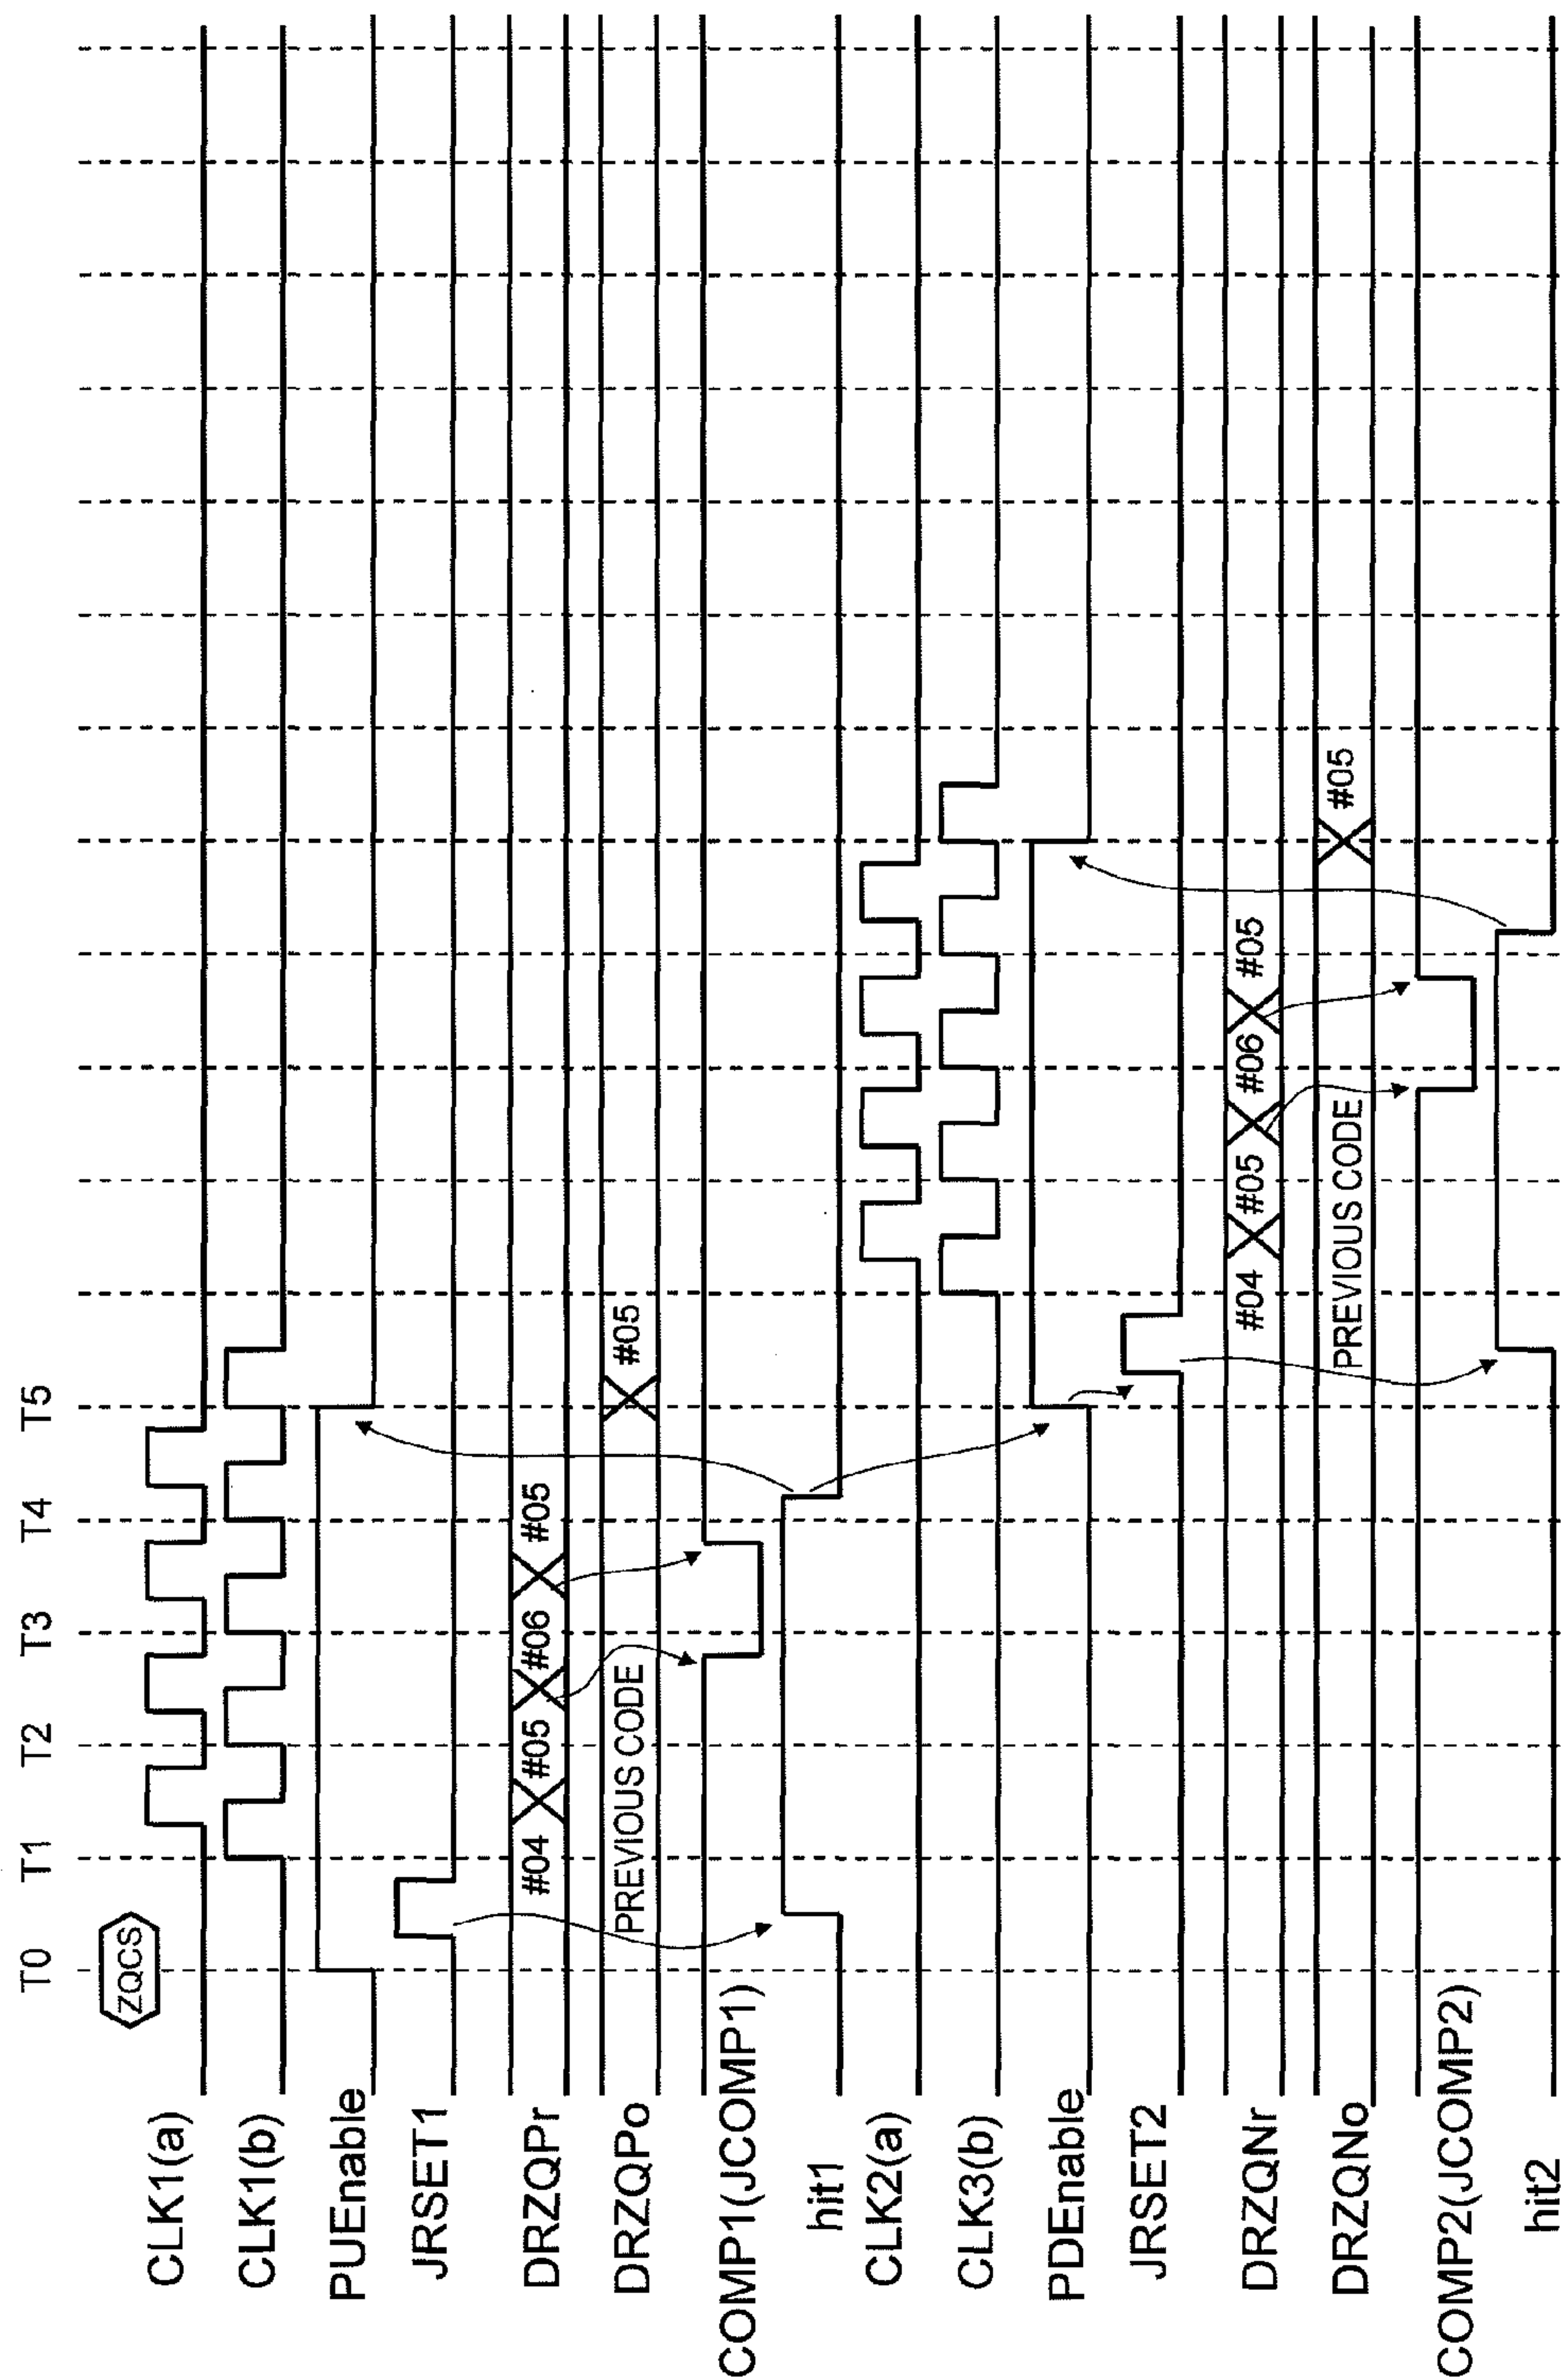 T0 T1 T2 T3 T4 T5
ZQCS
CLK1(a)
CLK1(b)
PUEnable
JRSET1
DRZQPr #04 #05 #06 #05
DRZQPo PREVIOUS CODE #05
COMP1(JCOMP1)
hit1
CLK2(a)
CLK3(b)
PDEnable
JRSET2
DRZQNr #04 #05 #06 #05
DRZQNo PREVIOUS CODE #05
COMP2(JCOMP2)
hit2